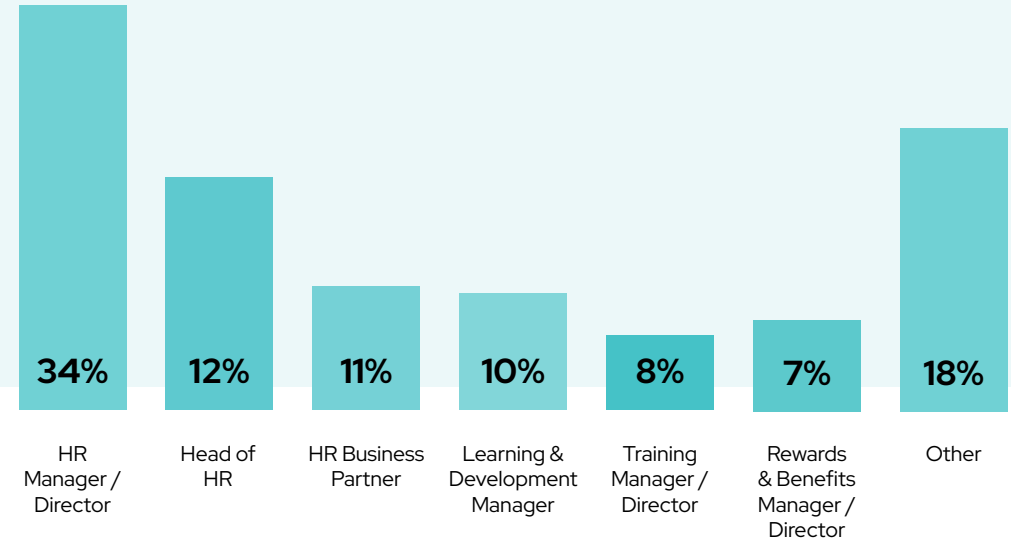 34%
12%
11%
10%
8%
7%
18%
HR
Manager /
Director
Head of
HR
HR Business
Partner
Learning &
Development
Manager
Training
Manager /
Director
Rewards
& Benefits
Manager /
Director
Other